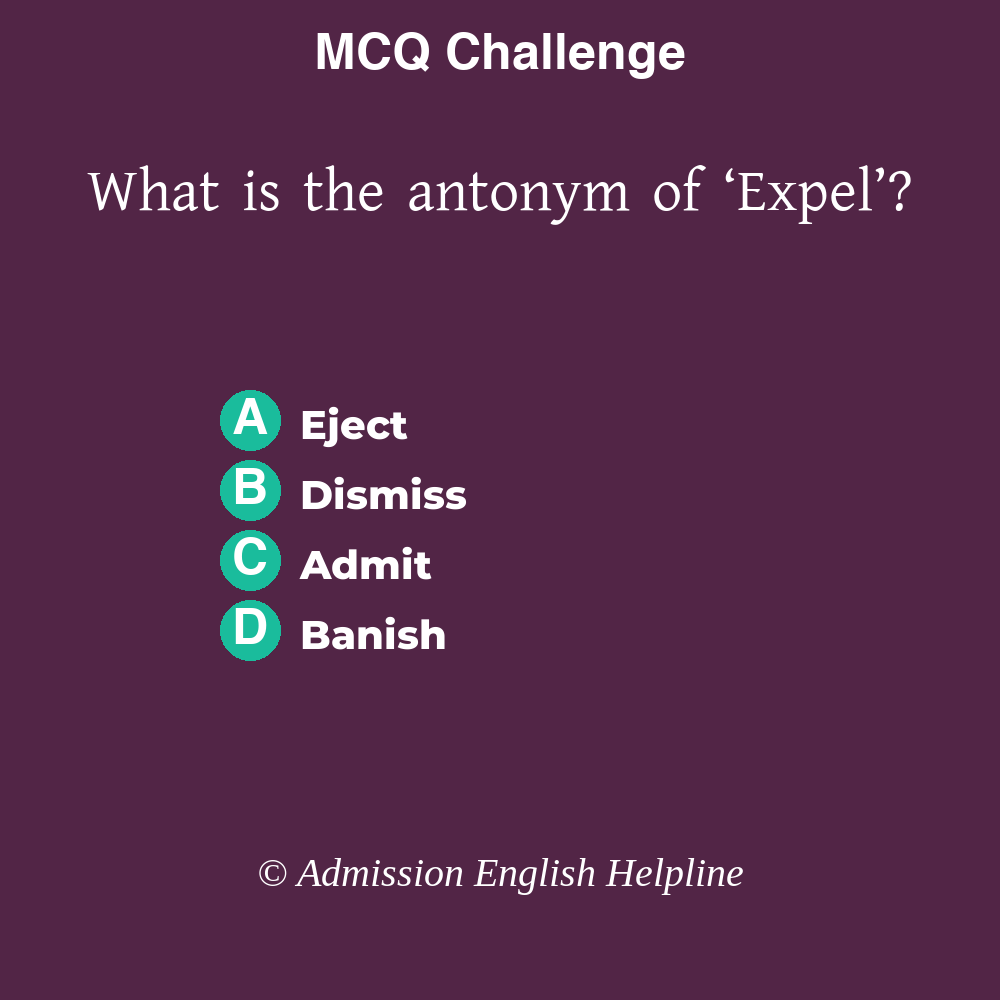 MCQ Challenge
What is the antonym of ‘Expel’?
A Eject
B Dismiss
C Admit
D Banish
© Admission English Helpline